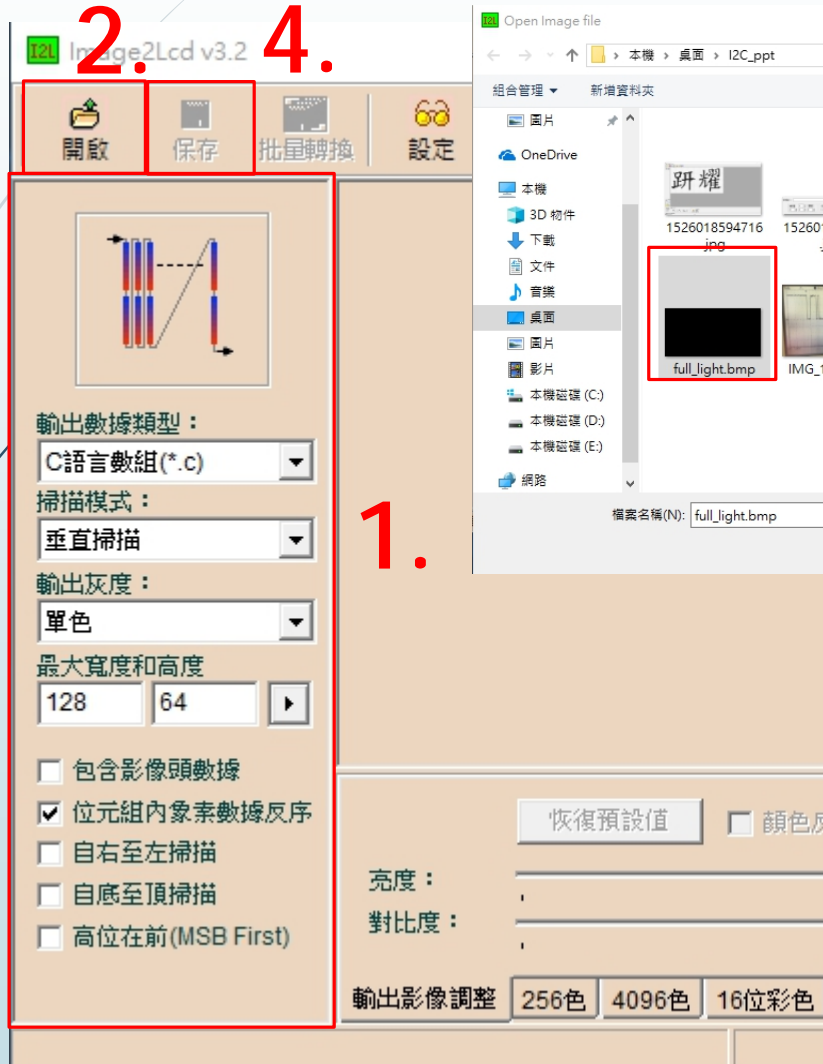 2.
4.
I2L Image2Lcd v3.2
開啟
保存
批量轉換
設定
輸出數據類型：
C語言數組(*.c)
掃描模式：
垂直掃描
輸出灰度：
單色
最大寬度和高度
128 64
包含影像頭數據
位元組內象素數據反序
自右至左掃描
自底至頂掃描
高位在前(MSB First)
1.
I2L Open Image file
本機 › 桌面 › I2C_ppt
組合管理 新增資料夾
圖片
OneDrive
本機
3D 物件
下載
文件
音樂
桌面
圖片
影片
本機磁碟 (C:)
本機磁碟 (D:)
本機磁碟 (E:)
網路
趼耀
1526018594716
.jpg
15260
full_light.bmp
IMG_1
檔案名稱(N): full_light.bmp
恢復預設值
顏色反
亮度：
對比度：
輸出影像調整 256色 4096色 16位彩色